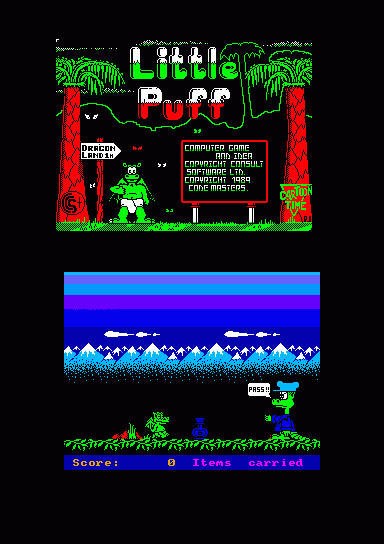 Little
Puff
DRAGON
LAND 1M
COMPUTER GAME
AND IDEA
COPYRIGHT CONSULT
SOFTWARE LTD.
COPYRIGHT 1989
CODE MASTERS.
CARTOON
TIME
PASS!!
Score: 0 Items carried